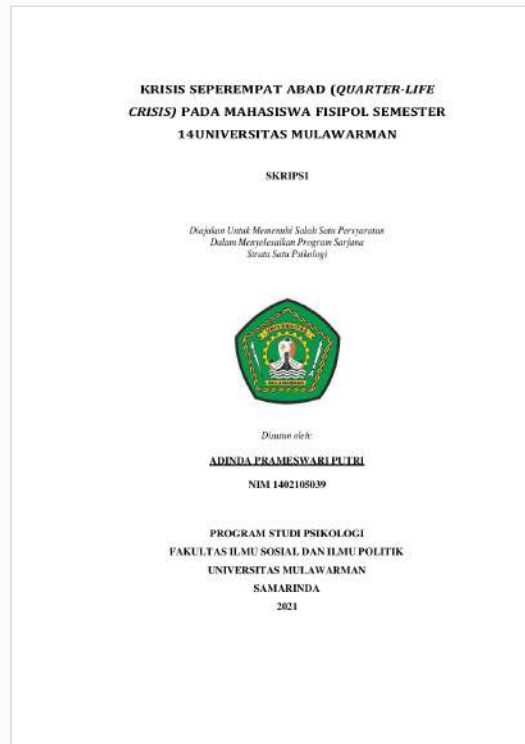 KRISIS SEPEREMPAT ABAD (QUARTER-LIFE
CRISIS) PADA MAHASISWA FISIPOL SEMESTER
14UNIVERSITAS MULAWARMAN
SKRIPSI
Diajukan Untuk Memenuhi Salah Satu Persyaratan
Dalam Menyelesaikan Program Sarjana
Strata Satu Psikologi
UNIVERSITAS
MULAWARMAN
Disusun oleh:
ADINDA PRAMESWARI PUTRI
NIM 1402105039
PROGRAM STUDI PSIKOLOGI
FAKULTAS ILMU SOSIAL DAN ILMU POLITIK
UNIVERSITAS MULAWARMAN
SAMARINDA
2021